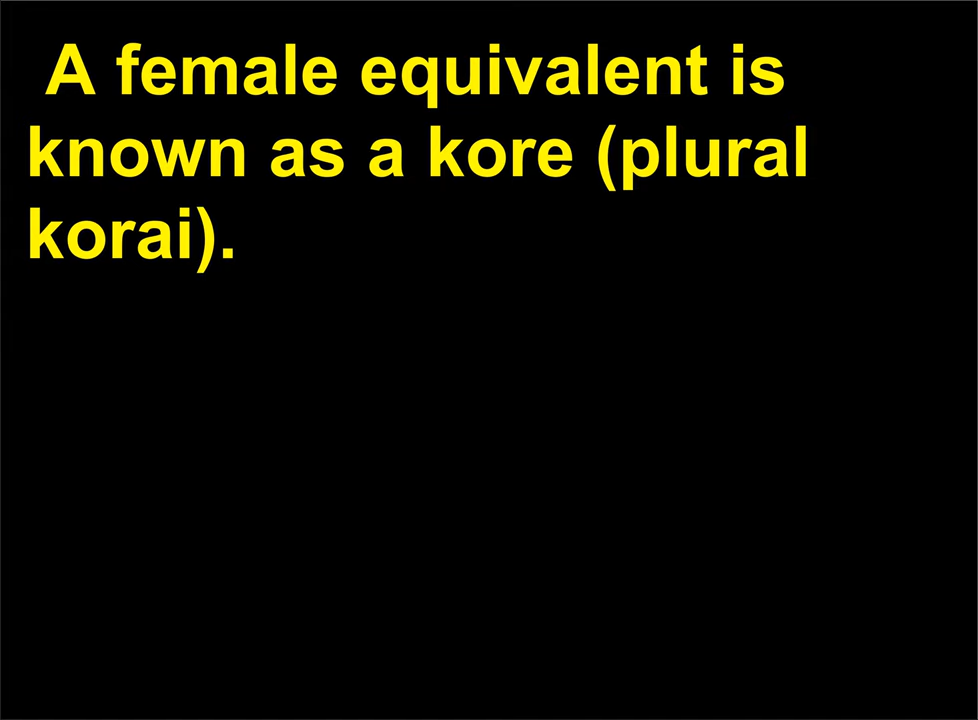 A female equivalent is
known as a kore (plural
korai).